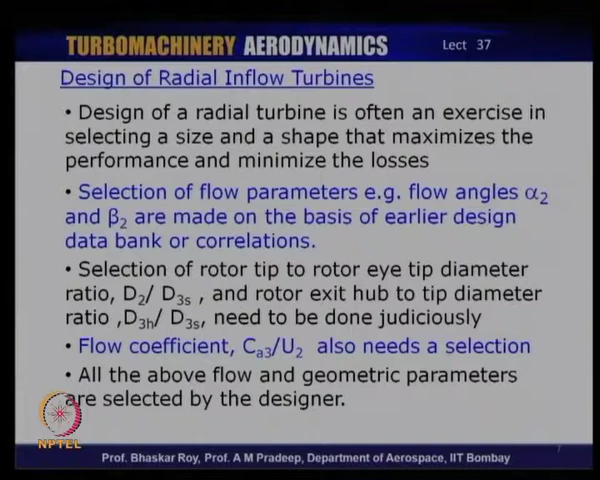 TURBOMACHINERY AERODYNAMICS Lect 37
Design of Radial Inflow Turbines
• Design of a radial turbine is often an exercise in
selecting a size and a shape that maximizes the
performance and minimize the losses
• Selection of flow parameters e.g. flow angles α₂
and β₂ are made on the basis of earlier design
data bank or correlations.
• Selection of rotor tip to rotor eye tip diameter
ratio, D₂/ D₃ₛ , and rotor exit hub to tip diameter
ratio ,D₃ₕ/ D₃ₛ, need to be done judiciously
• Flow coefficient, Cₐ₃/U₂ also needs a selection
• All the above flow and geometric parameters
are selected by the designer.
NPTEL
7
Prof. Bhaskar Roy, Prof. A M Pradeep, Department of Aerospace, IIT Bombay